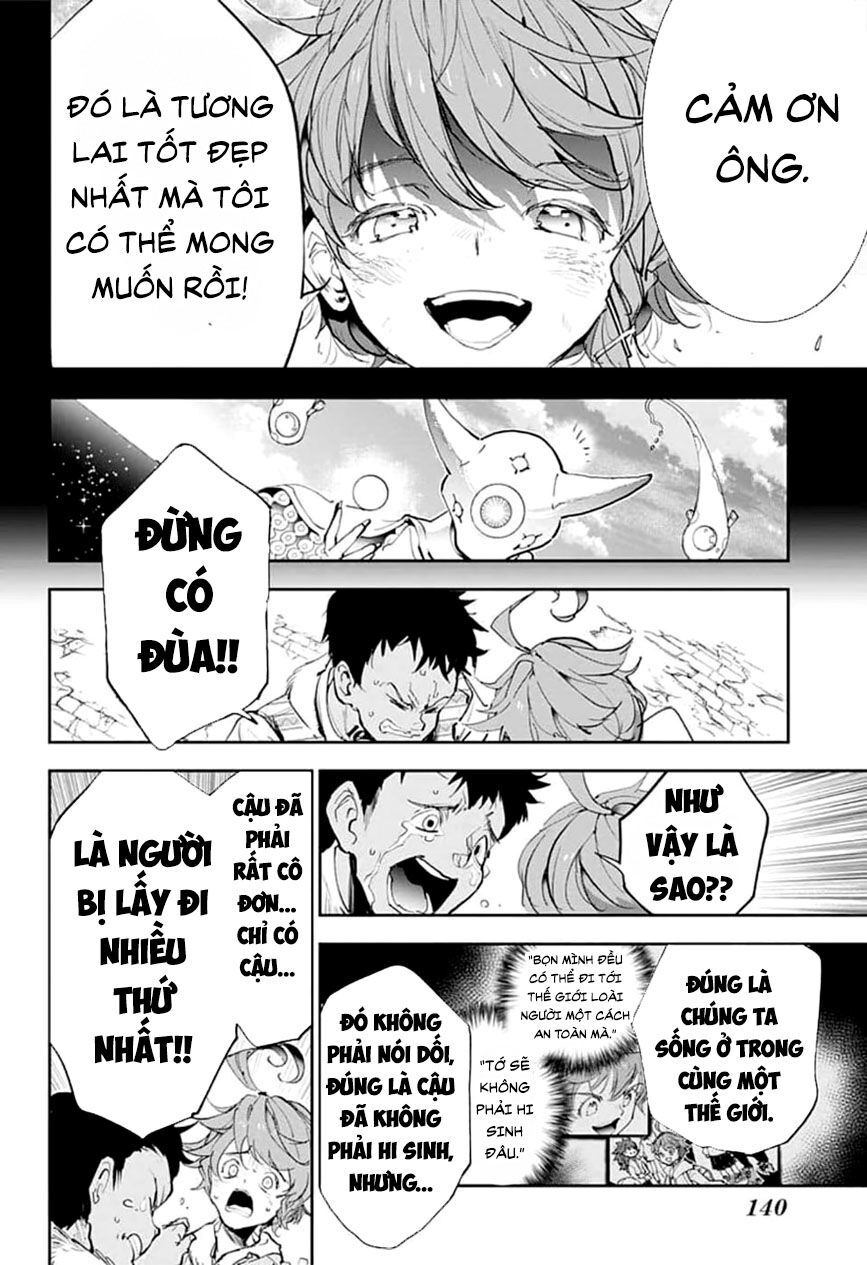 CẢM ƠN
ÔNG.
ĐÓ LÀ TƯƠNG
LAI TỐT ĐẸP
NHẤT MÀ TÔI
CÓ THỂ MONG
MUỐN RỒI!
ĐỪNG
CÓ
ĐÙA!!
NHƯ
VẬY LÀ
SAO??
CẬU ĐÃ
PHẢI
RẤT CÔ
ĐƠN...
CHỈ CÓ
CẬU...
LÀ NGƯỜI
BỊ LẤY ĐI
NHIỀU
THỨ
NHẤT!!
ĐÚNG LÀ
CHÚNG TA
SỐNG Ở TRONG
CÙNG MỘT
THẾ GIỚI.
"BỌN MÌNH ĐỀU
CÓ THỂ ĐI TỚI
THẾ GIỚI LOÀI
NGƯỜI MỘT CÁCH
AN TOÀN MÀ."
"TỚ SẼ
KHÔNG
PHẢI HI
SINH
ĐÂU."
ĐÓ KHÔNG
PHẢI NÓI DỐI,
ĐÚNG LÀ CẬU
ĐÃ KHÔNG
PHẢI HI SINH,
NHƯNG...
140